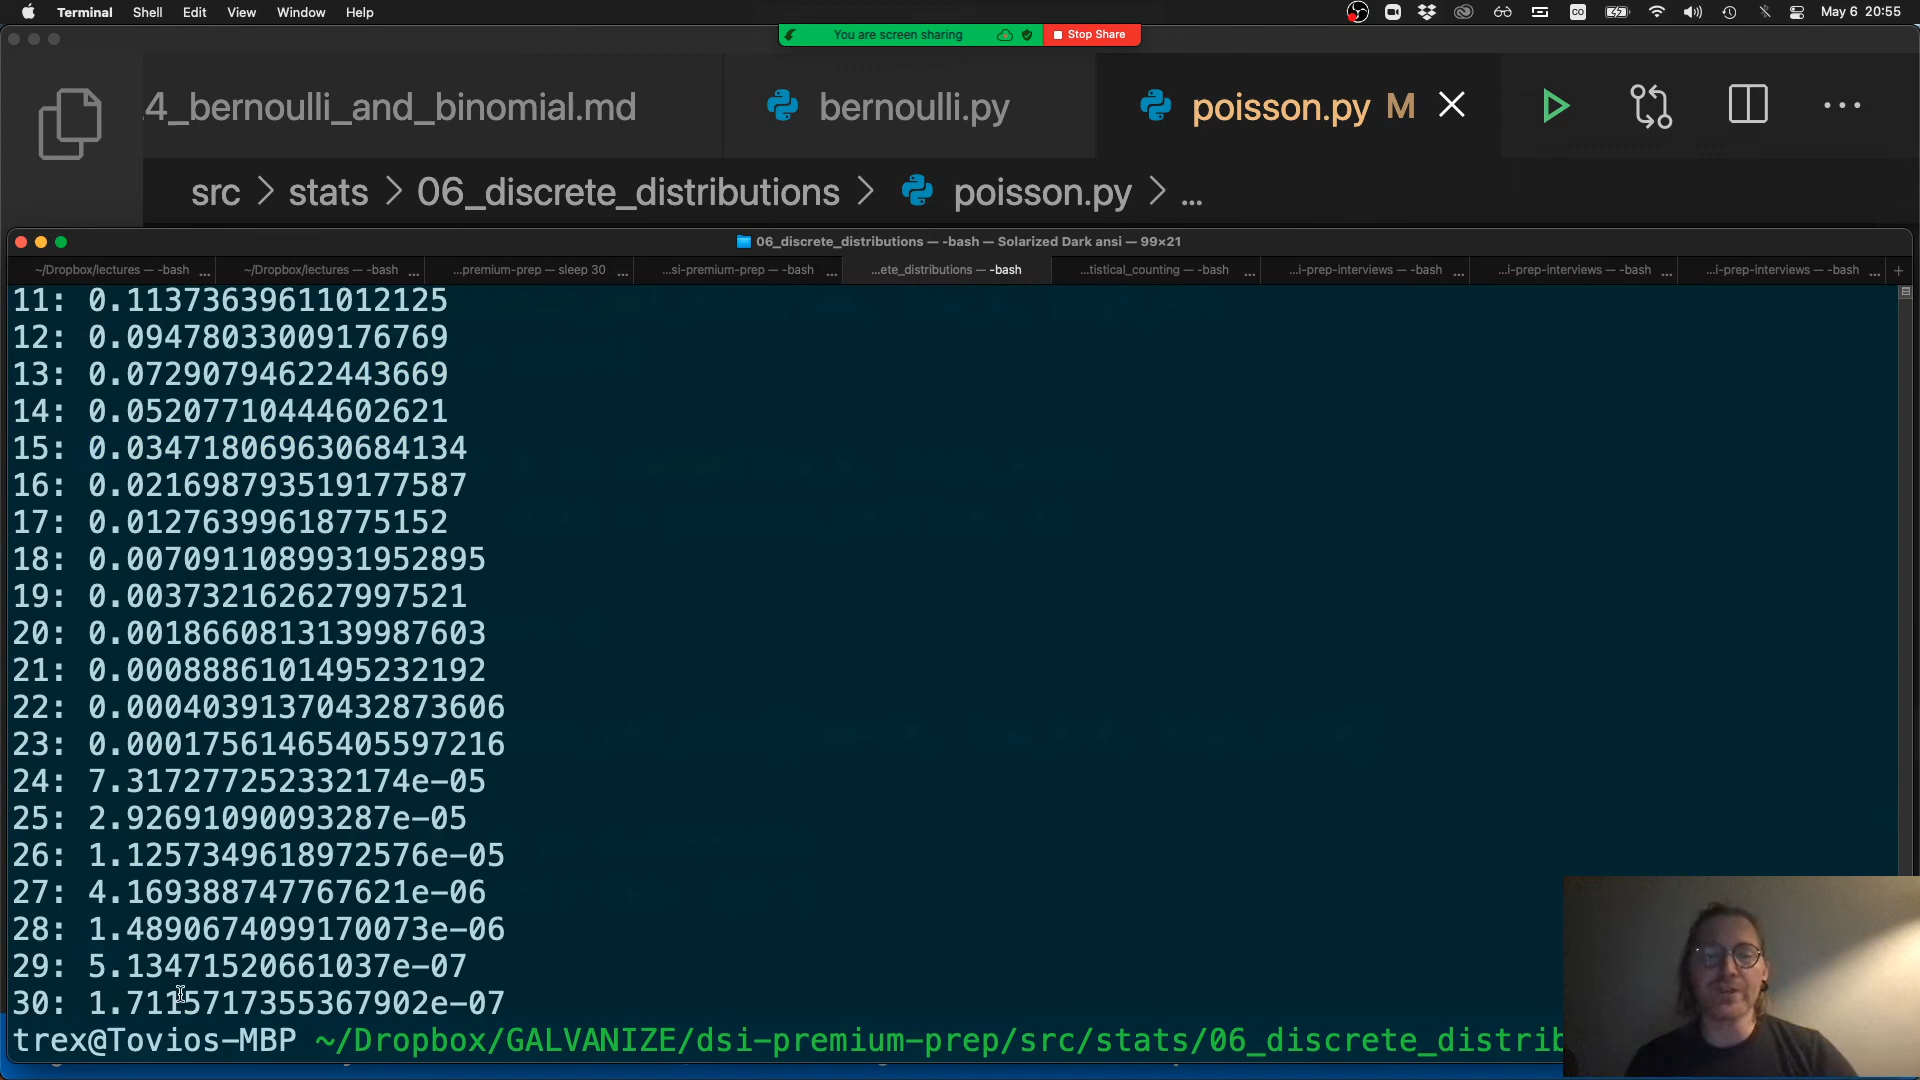 Terminal Shell Edit View Window Help
May 6 20:55
You are screen sharing
Stop Share
4_bernoulli_and_binomial.md
bernoulli.py
poisson.py M
src > stats > 06_discrete_distributions > poisson.py > ...
06_discrete_distributions — -bash — Solarized Dark ansi — 99×21
~/Dropbox/lectures — -bash ...
~/Dropbox/lectures — -bash ...
...premium-prep — sleep 30 ...
...si-premium-prep — -bash ...
...ete_distributions — -bash
...tistical_counting — -bash ...
...i-prep-interviews — -bash ...
...i-prep-interviews — -bash ...
...i-prep-interviews — -bash ...
11: 0.11373639611012125
12: 0.09478033009176769
13: 0.07290794622443669
14: 0.05207710444602621
15: 0.034718069630684134
16: 0.021698793519177587
17: 0.01276399618775152
18: 0.0070911089931952895
19: 0.003732162627997521
20: 0.0018660813139987603
21: 0.0008886101495232192
22: 0.00040391370432873606
23: 0.00017561465405597216
24: 7.317277252332174e-05
25: 2.92691090093287e-05
26: 1.1257349618972576e-05
27: 4.169388747767621e-06
28: 1.4890674099170073e-06
29: 5.13471520661037e-07
30: 1.7115717355367902e-07
trex@Tovios-MBP ~/Dropbox/GALVANIZE/dsi-premium-prep/src/stats/06_discrete_distrib